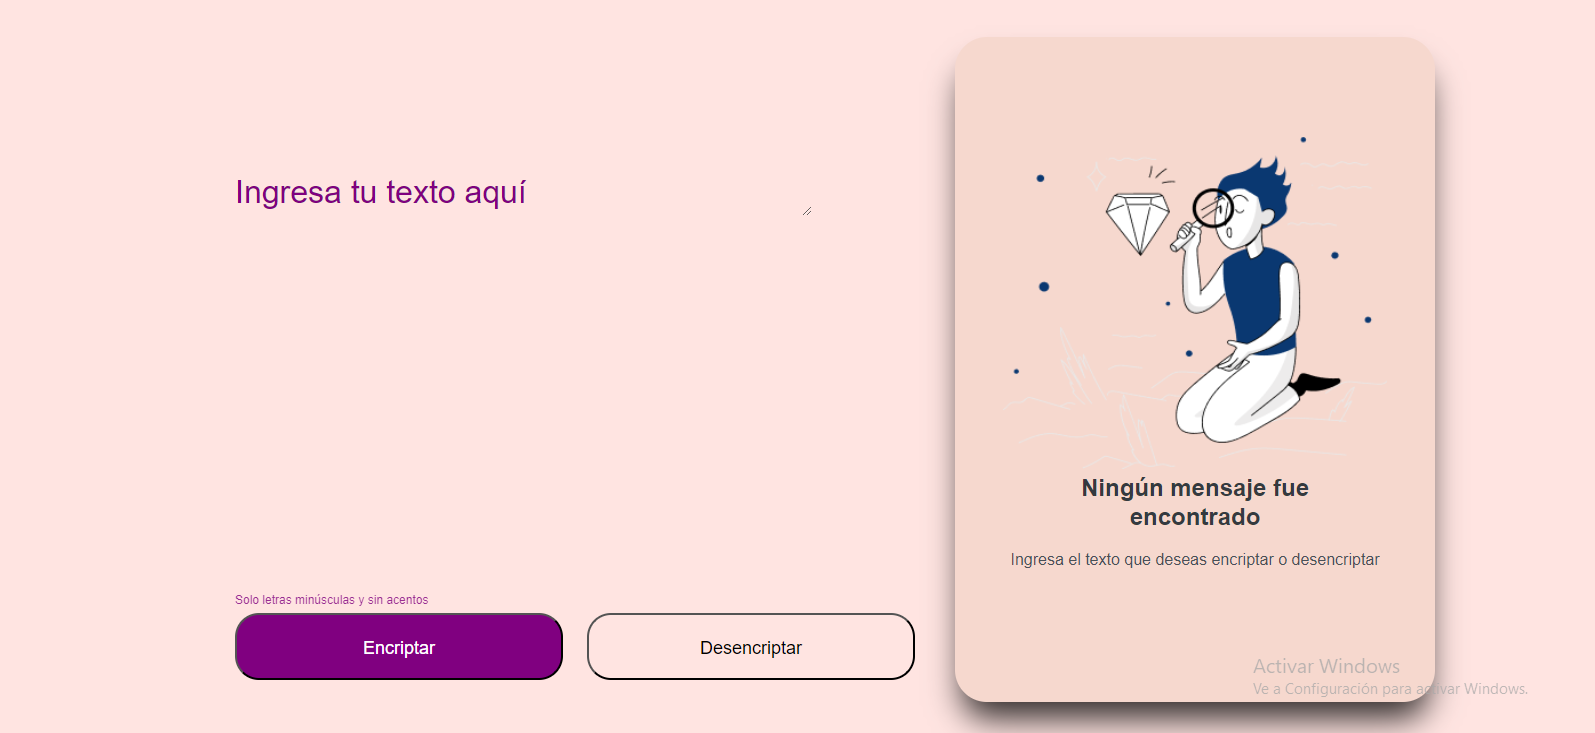 Ingresa tu texto aquí
Solo letras minúsculas y sin acentos
Encriptar
Desencriptar
Ningún mensaje fue
encontrado
Ingresa el texto que deseas encriptar o desencriptar
Activar Windows
Ve a Configuración para activar Windows.